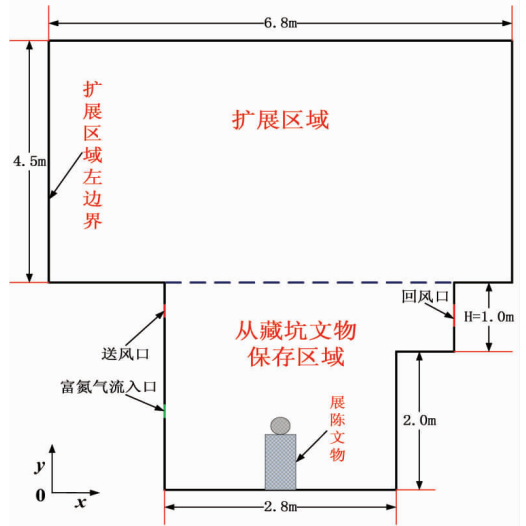 6.8m
扩展区域左边界
扩展区域
4.5m
回风口
H=1.0m
送风口
从藏坑文物
保存区域
富氮气流入口
展陈文物
2.0m
y
0
x
2.8m